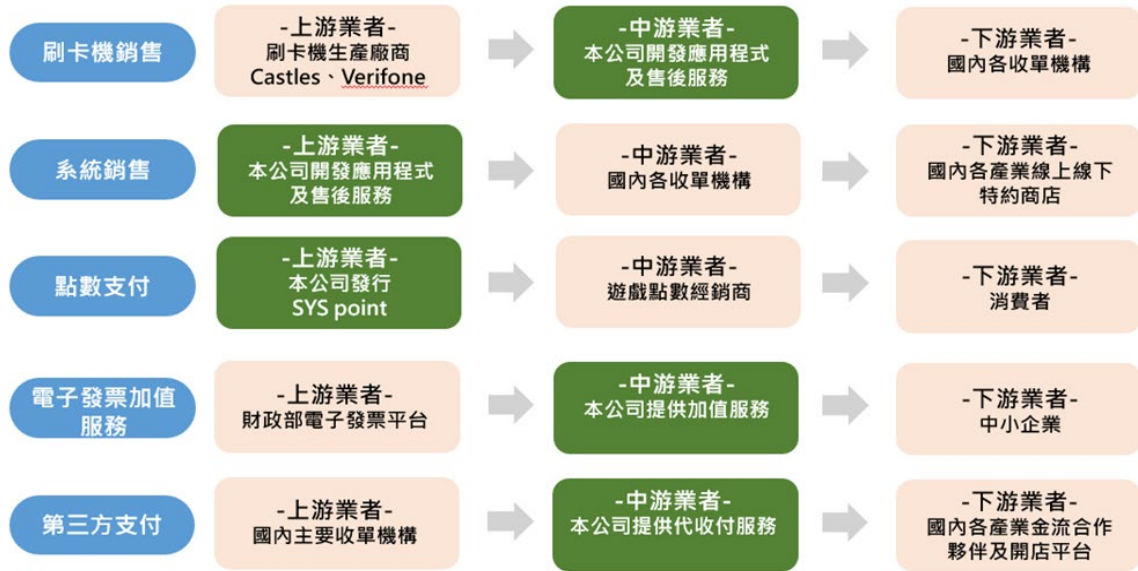 刷卡機銷售
-上游業者-
刷卡機生產廠商
Castles、Verifone
-中游業者-
本公司開發應用程式
及售後服務
-下游業者-
國內各收單機構
系統銷售
-上游業者-
本公司開發應用程式
及售後服務
-中游業者-
國內各收單機構
-下游業者-
國內各產業線上線下
特約商店
點數支付
-上游業者-
本公司發行
SYS point
-中游業者-
遊戲點數經銷商
-下游業者-
消費者
電子發票加值
服務
-上游業者-
財政部電子發票平台
-中游業者-
本公司提供加值服務
-下游業者-
中小企業
第三方支付
-上游業者-
國內主要收單機構
-中游業者-
本公司提供代收付服務
-下游業者-
國內各產業金流合作
夥伴及開店平台